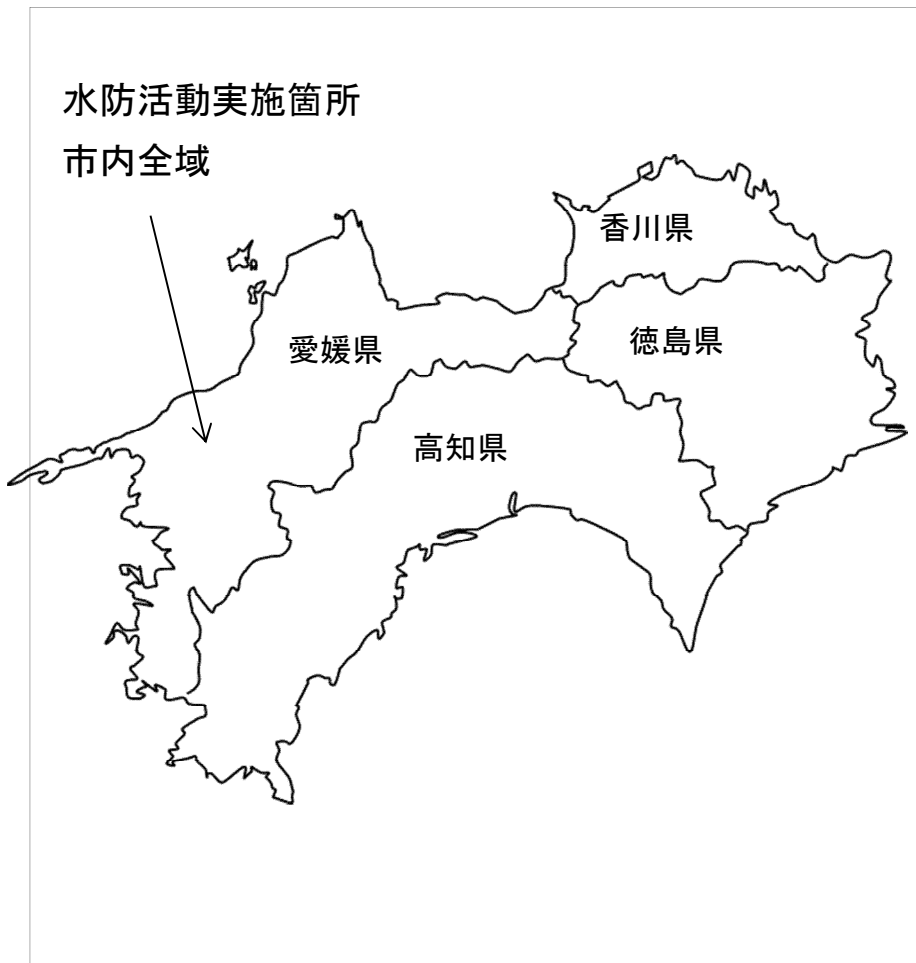 水防活動実施箇所
市内全域
香川県
愛媛県
徳島県
高知県